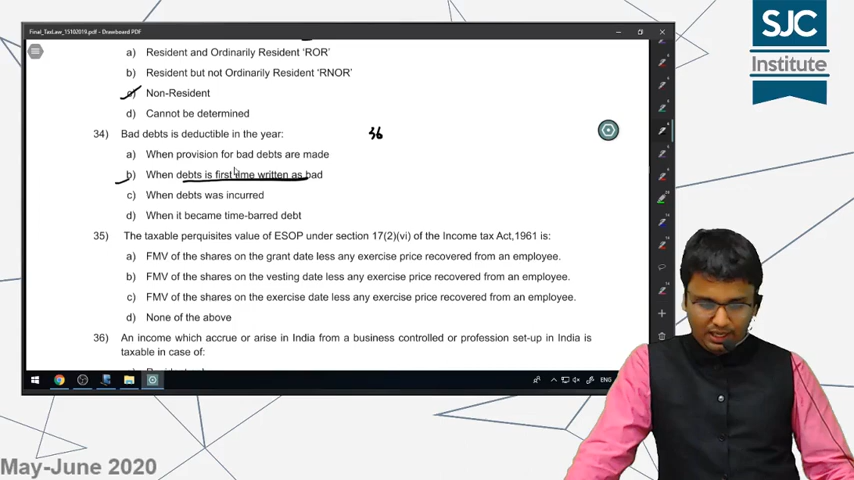 Final_TaxLaw_15102019.pdf - Drawboard PDF
SJC
Institute
a) Resident and Ordinarily Resident 'ROR'
b) Resident but not Ordinarily Resident 'RNOR'
c) Non-Resident
d) Cannot be determined
34) Bad debts is deductible in the year:
36
a) When provision for bad debts are made
b) When debts is first time written as bad
c) When debts was incurred
d) When it became time-barred debt
35) The taxable perquisites value of ESOP under section 17(2)(vi) of the Income tax Act,1961 is:
a) FMV of the shares on the grant date less any exercise price recovered from an employee.
b) FMV of the shares on the vesting date less any exercise price recovered from an employee.
c) FMV of the shares on the exercise date less any exercise price recovered from an employee.
d) None of the above
36) An income which accrue or arise in India from a business controlled or profession set-up in India is
taxable in case of:
ENG
May-June 2020